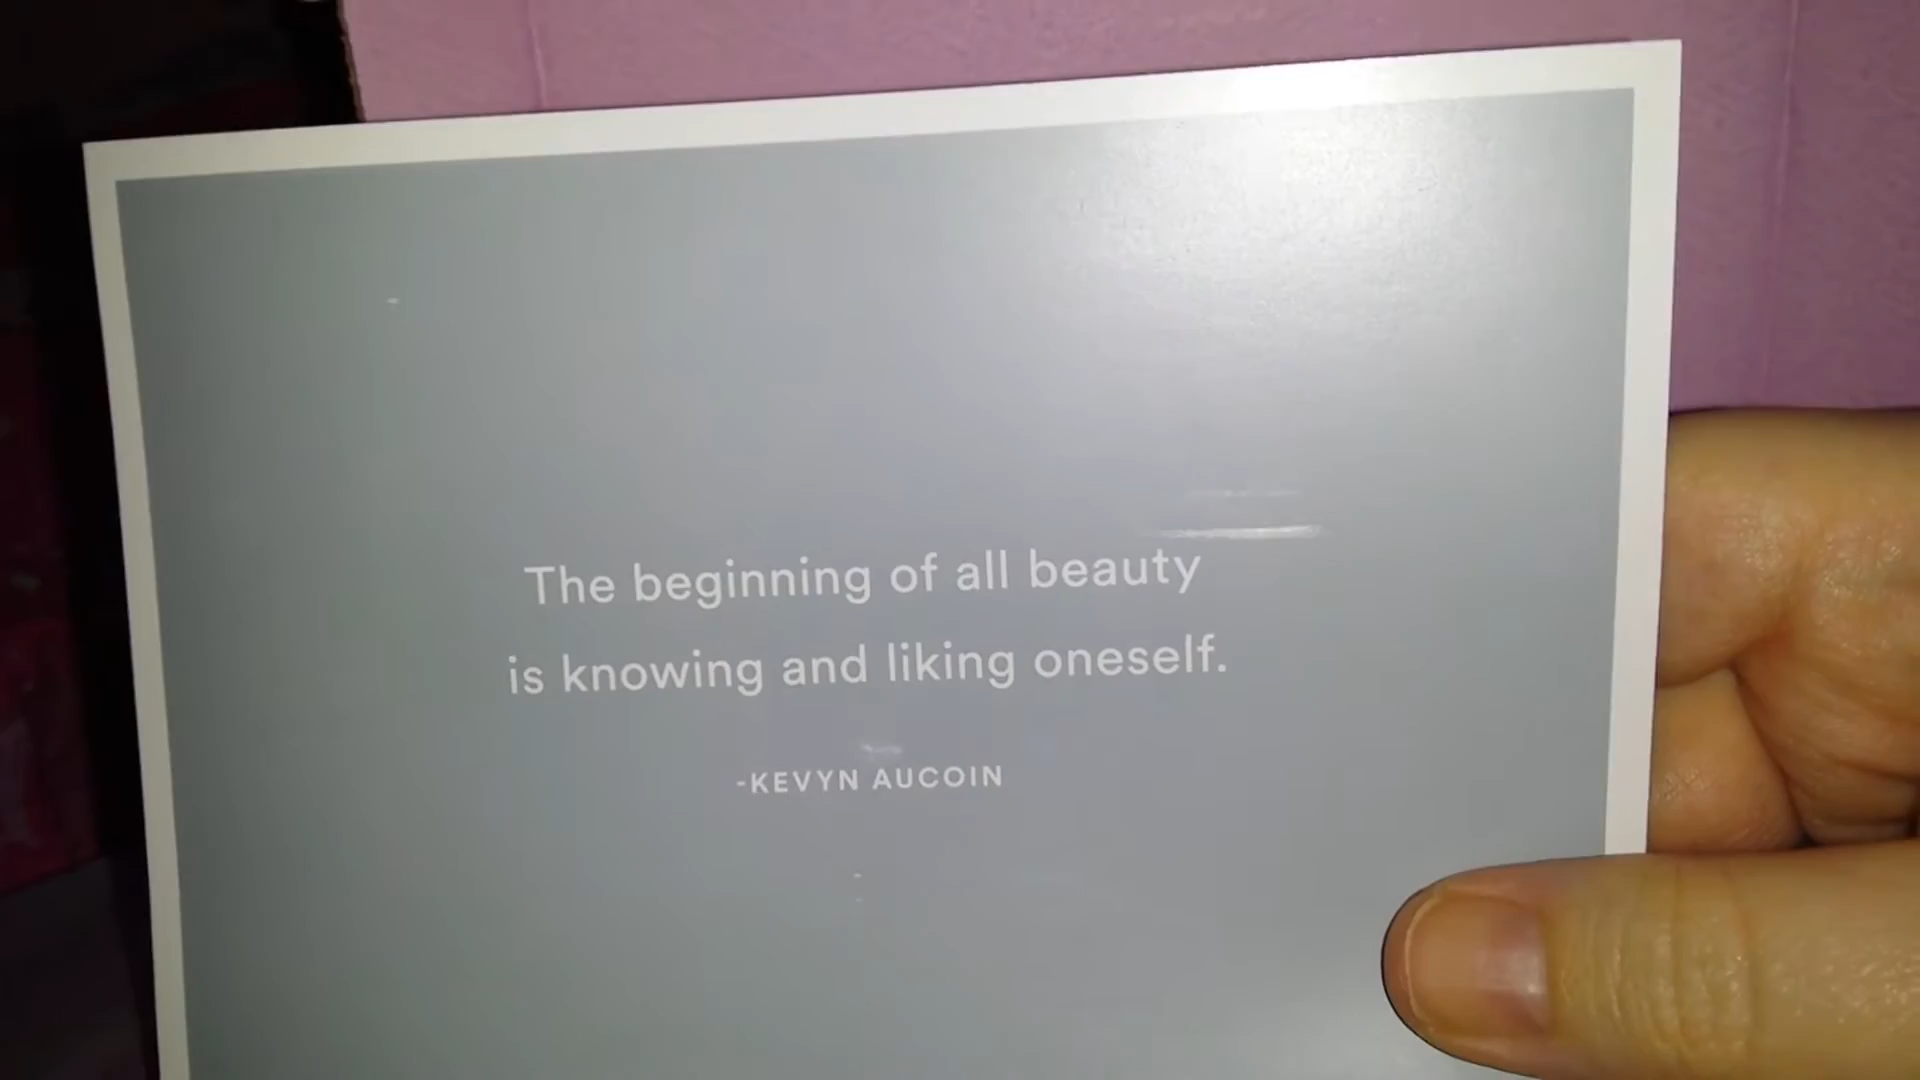 The beginning of all beauty
is knowing and liking oneself.
-KEVYN AUCOIN